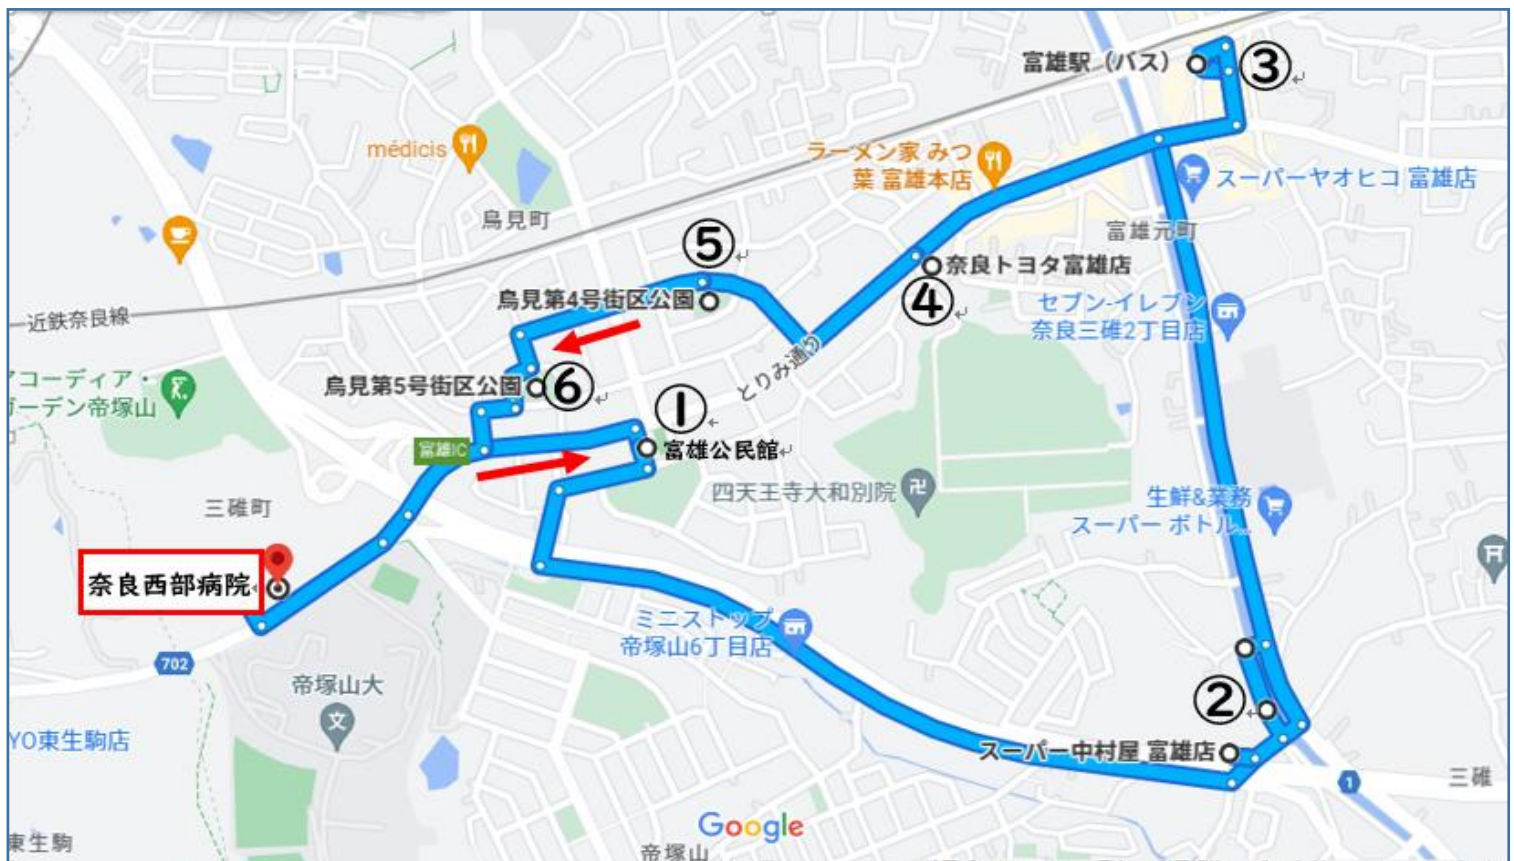 富雄駅（バス）
③
médicis
ラーメン家 みつ
葉 富雄本店
スーパーヤオヒコ 富雄店
鳥見町
富雄元町
⑤
奈良トヨタ富雄店
④
鳥見第4号街区公園
セブン-イレブン
奈良三碓2丁目店
近鉄奈良線
とりみ通り
アコーディア・
ガーデン帝塚山
鳥見第5号街区公園
⑥
①
富雄IC
富雄公民館
四天王寺大和別院
卍
生鮮&業務
スーパー ボトル...
三碓町
奈良西部病院
ミニストップ
帝塚山6丁目店
702
帝塚山大
文
②
YO東生駒店
スーパー中村屋 富雄店
1
三碓
Google
東生駒
帝塚山